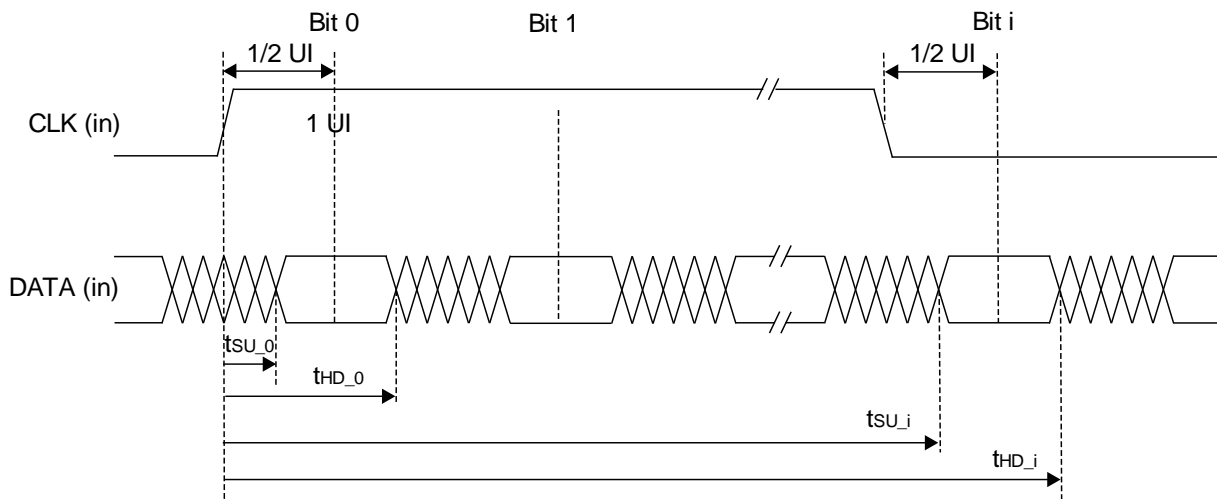 Bit 0 Bit 1 Bit i
1/2 UI 1/2 UI
CLK (in) 1 UI
DATA (in)
tSU_0
tHD_0
tSU_i
tHD_i